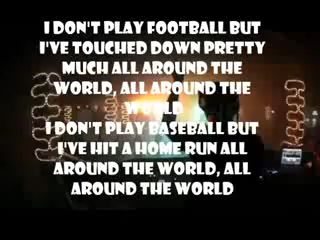 I DON'T PLAY FOOTBALL BUT
I'VE TOUCHED DOWN PRETTY
MUCH ALL AROUND THE
WORLD, ALL AROUND THE
WORLD
I DON'T PLAY BASEBALL BUT
I'VE HIT A HOME RUN ALL
AROUND THE WORLD, ALL
AROUND THE WORLD